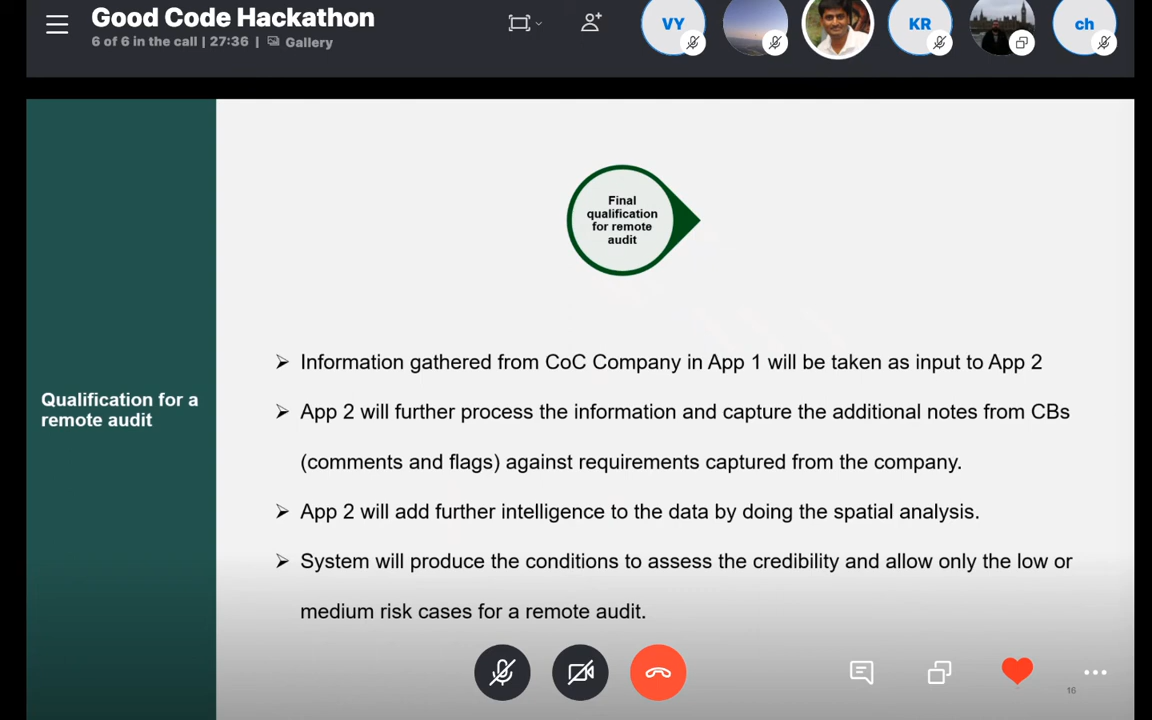 Good Code Hackathon
6 of 6 in the call | 27:36 | Gallery
VY
KR
ch
Final
qualification
for remote
audit
Qualification for a
remote audit
Information gathered from CoC Company in App 1 will be taken as input to App 2
App 2 will further process the information and capture the additional notes from CBs
(comments and flags) against requirements captured from the company.
App 2 will add further intelligence to the data by doing the spatial analysis.
System will produce the conditions to assess the credibility and allow only the low or
medium risk cases for a remote audit.
16